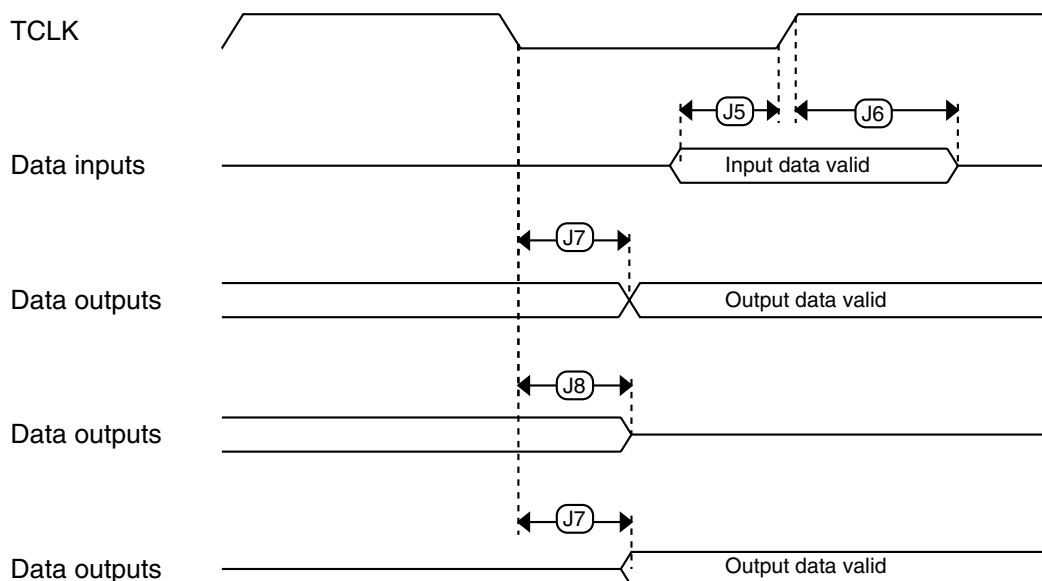 TCLK
J5
J6
Data inputs
Input data valid
J7
Data outputs
Output data valid
J8
Data outputs
J7
Data outputs
Output data valid